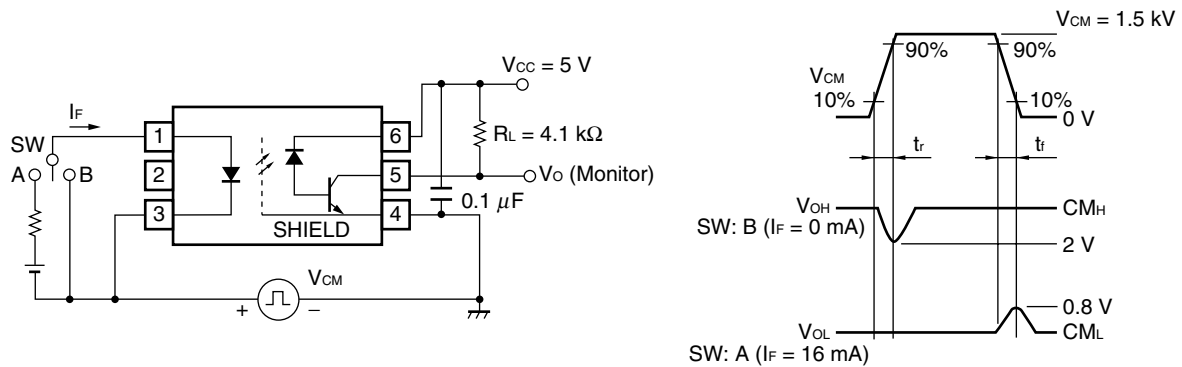 VCC = 5 V
IF
SW
A
B
1
2
3
6
5
4
RL = 4.1 kΩ
VO (Monitor)
0.1 μF
SHIELD
VCM
+
−
VCM = 1.5 kV
90%
90%
VCM
10%
10%
0 V
tr
tf
VOH
CMH
SW: B (IF = 0 mA)
2 V
0.8 V
VOL
CML
SW: A (IF = 16 mA)